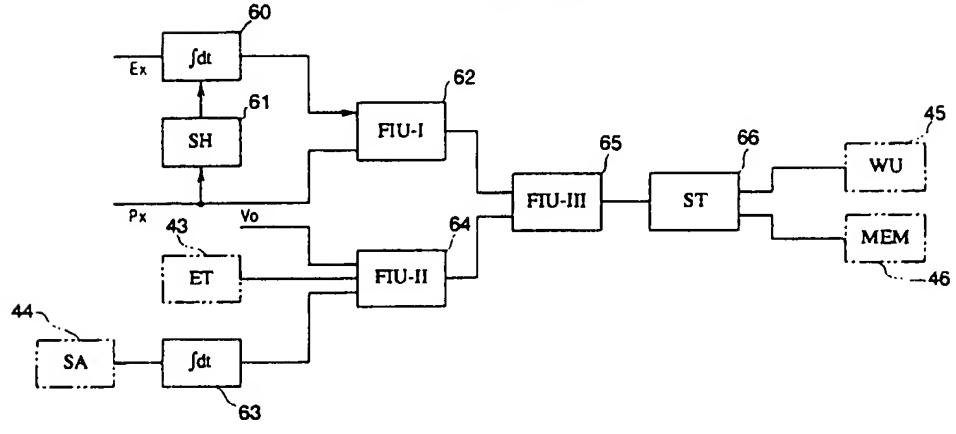 60
Ex
∫dt
61
SH
62
FIU-I
Px
Vo
43
ET
64
FIU-II
65
FIU-III
66
ST
45
WU
MEM
46
44
SA
∫dt
63